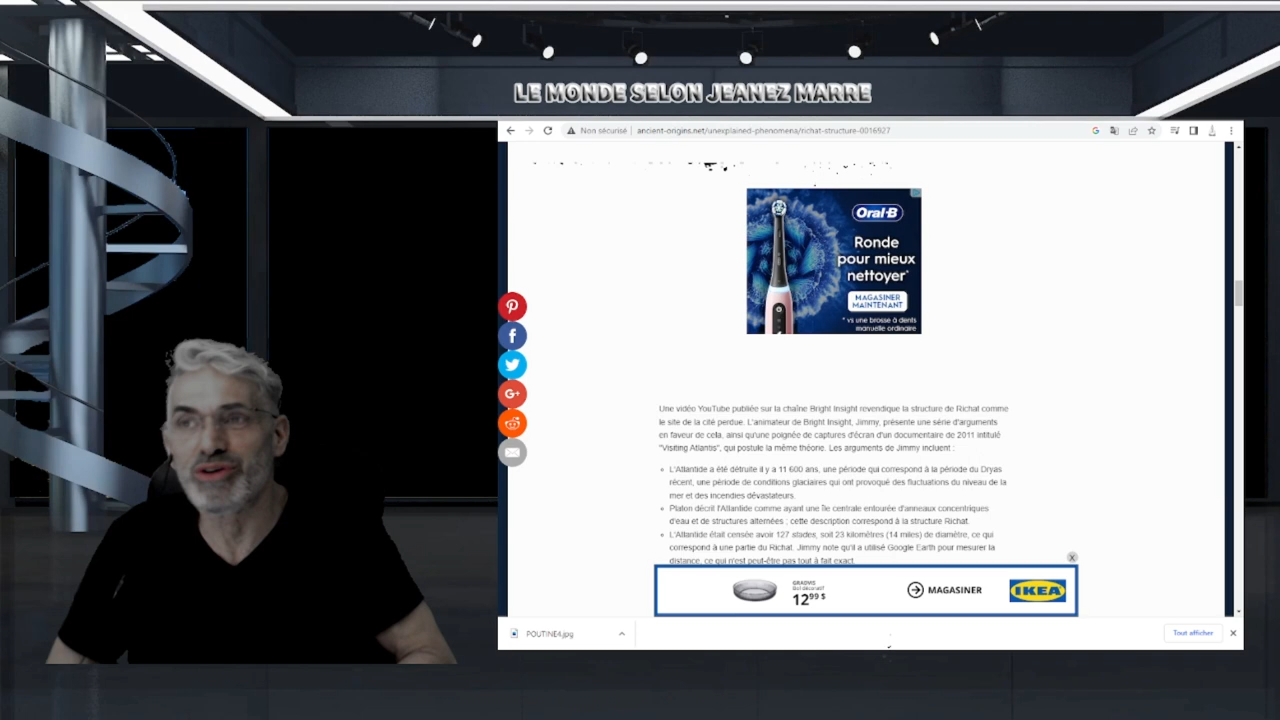 LE MONDE SELON JEANEZ MARRE
Non sécurisé | ancient-origins.net/unexplained-phenomena/richat-structure-0016927
Oral-B
Ronde
pour mieux
nettoyer*
MAGASINER
MAINTENANT
* vs une brosse à dents
manuelle ordinaire
Une vidéo YouTube publiée sur la chaîne Bright Insight revendique la structure de Richat comme
le site de la cité perdue. L'animateur de Bright Insight, Jimmy, présente une série d'arguments
en faveur de cela, ainsi qu'une poignée de captures d'écran d'un documentaire de 2011 intitulé
"Visiting Atlantis", qui postule la même théorie. Les arguments de Jimmy incluent :
L'Atlantide a été détruite il y a 11 600 ans, une période qui correspond à la période du Dryas
récent, une période de conditions glaciaires qui ont provoqué des fluctuations du niveau de la
mer et des incendies dévastateurs.
Platon décrit l'Atlantide comme ayant une île centrale entourée d'anneaux concentriques
d'eau et de structures alternées ; cette description correspond à la structure Richat.
L'Atlantide était censée avoir 127 stades, soit 23 kilomètres (14 miles) de diamètre, ce qui
correspond à une partie du Richat. Jimmy note qu'il a utilisé Google Earth pour mesurer la
distance, ce qui n'est peut-être pas tout à fait exact.
GRADVIS
Bol décoratif
12 99 $
MAGASINER
IKEA
POUTINE4.jpg
Tout afficher